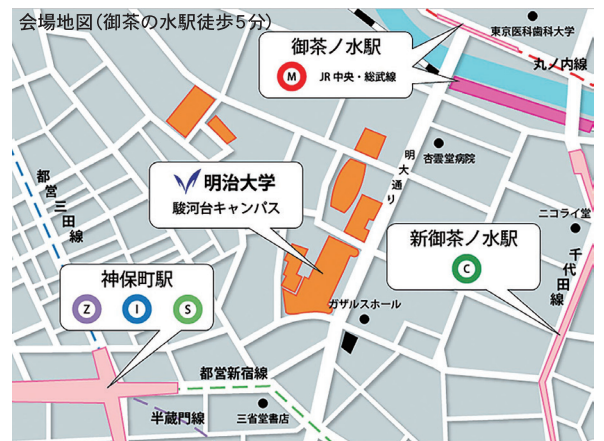 会場地図(御茶の水駅徒歩5分)
東京医科歯科大学
丸ノ内線
御茶ノ水駅
M JR 中央・総武線
明大通り
杏雲堂病院
明治大学
駿河台キャンパス
都営三田線
ニコライ堂
新御茶ノ水駅
C
千代田線
神保町駅
Z I S
ガザルスホール
都営新宿線
半蔵門線
三省堂書店